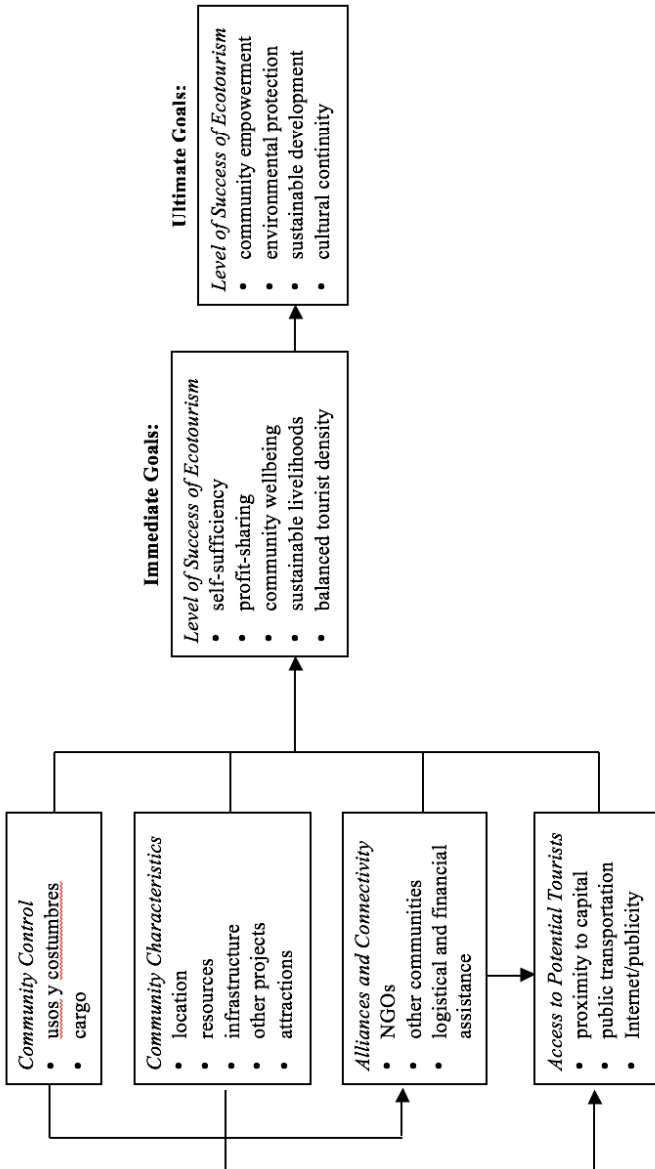 Community Control
• usos y costumbres
• cargo
Community Characteristics
• location
• resources
• infrastructure
• other projects
• attractions
Alliances and Connectivity
• NGOs
• other communities
• logistical and financial
assistance
Access to Potential Tourists
• proximity to capital
• public transportation
• Internet/publicity
Immediate Goals:
Level of Success of Ecotourism
• self-sufficiency
• profit-sharing
• community wellbeing
• sustainable livelihoods
• balanced tourist density
Ultimate Goals:
Level of Success of Ecotourism
• community empowerment
• environmental protection
• sustainable development
• cultural continuity